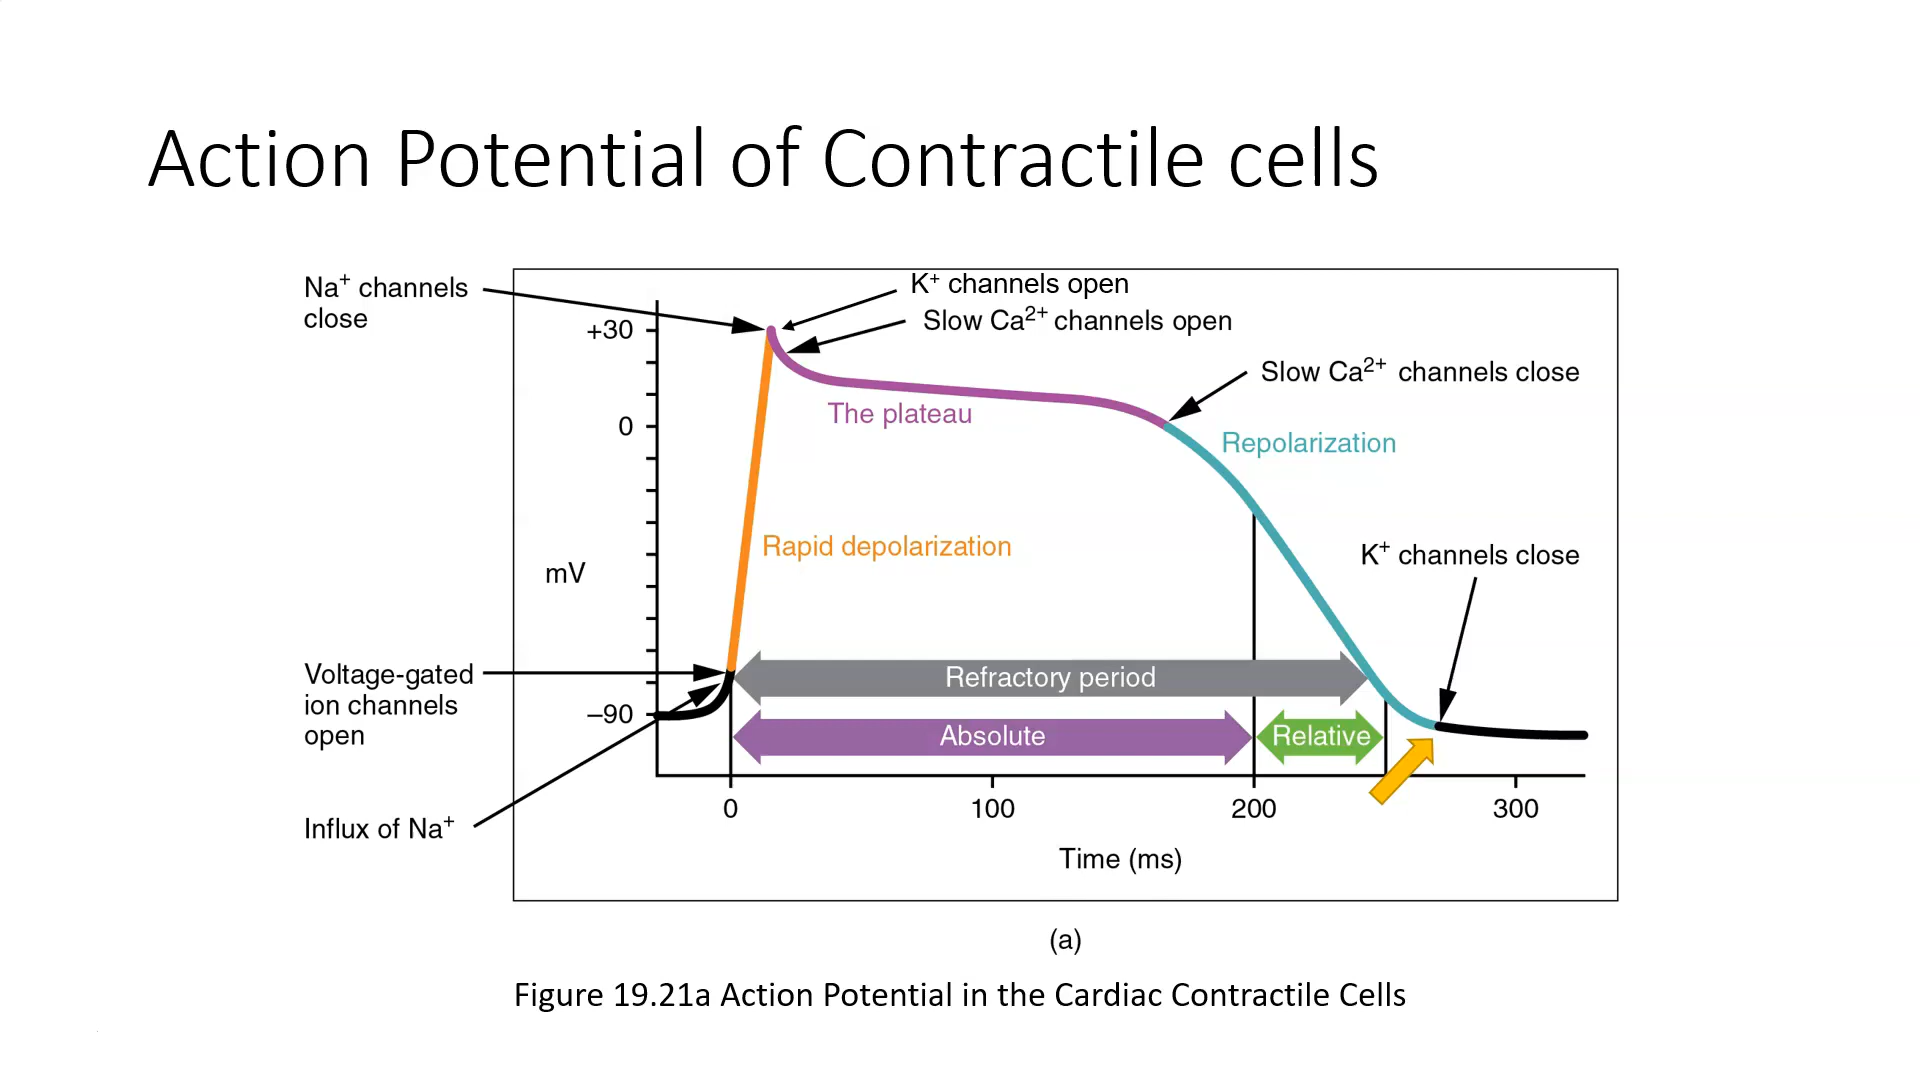 Action Potential of Contractile cells
Na⁺ channels
close
K⁺ channels open
Slow Ca²⁺ channels open
+30
Slow Ca²⁺ channels close
The plateau
0
Repolarization
Rapid depolarization
K⁺ channels close
mV
Voltage-gated
ion channels
open
Refractory period
–90
Absolute
Relative
0 100 200 300
Influx of Na⁺
Time (ms)
(a)
Figure 19.21a Action Potential in the Cardiac Contractile Cells